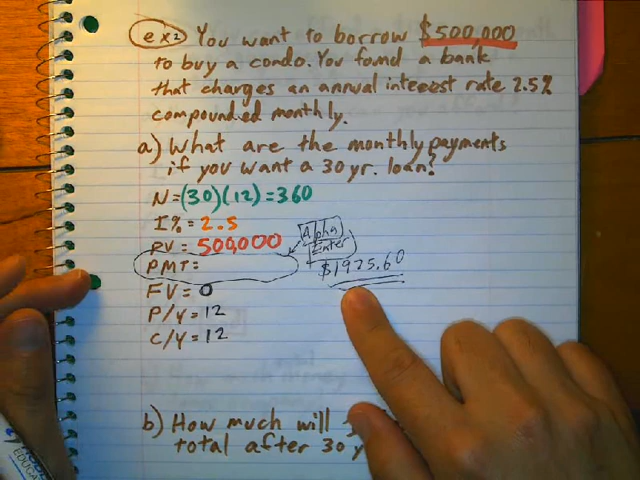 ex2 You want to borrow $500,000
to buy a condo. You found a bank
that charges an annual interest rate 2.5%
compounded monthly.
a) What are the monthly payments
if you want a 30 yr. loan?
N=(30)(12)=360
I%=2.5
PV=500,000
Alpha
Enter
PMT:
$1925.60
FV=0
P/Y=12
C/Y=12
b) How much will
total after 30 y